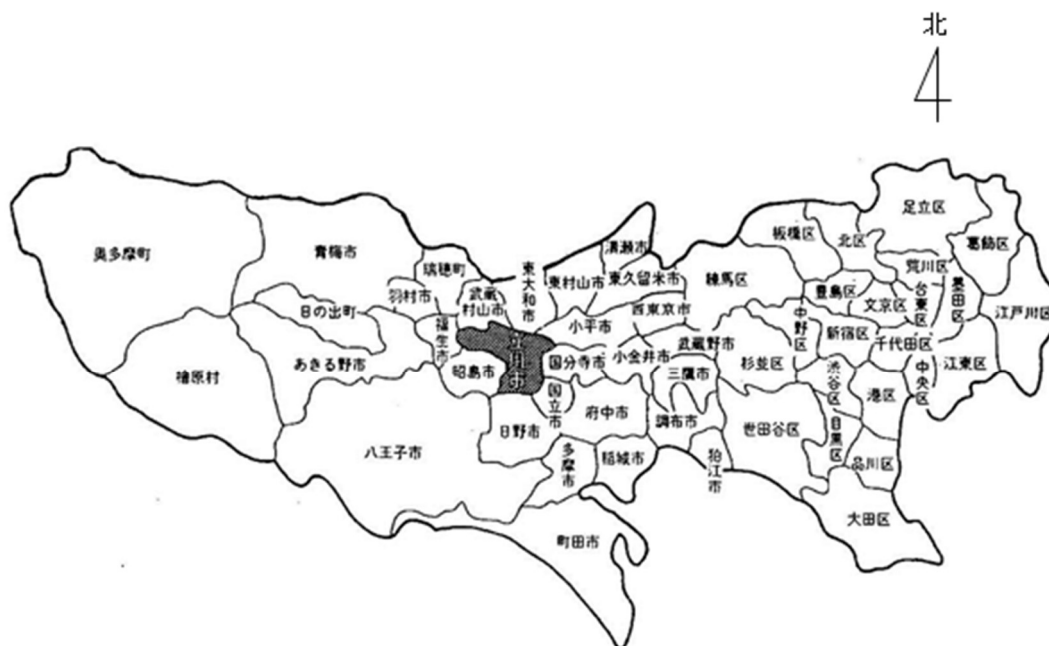 北
足立区
葛飾区
板橋区
北区
清瀬市
奥多摩町
青梅市
瑞穂町
東大和市
東村山市
東久留米市
練馬区
荒川区
羽村市
武蔵
村山市
豊島区
文京区
台東区
墨田区
江戸川区
日の出町
福生市
立川市
小平市
西東京市
中野区
新宿区
千代田区
檜原村
あきる野市
昭島市
国分寺市
小金井市
武蔵野市
三鷹市
杉並区
渋谷区
港区
中央区
江東区
国立市
府中市
調布市
世田谷区
目黒区
八王子市
日野市
多摩市
稲城市
狛江市
品川区
大田区
町田市